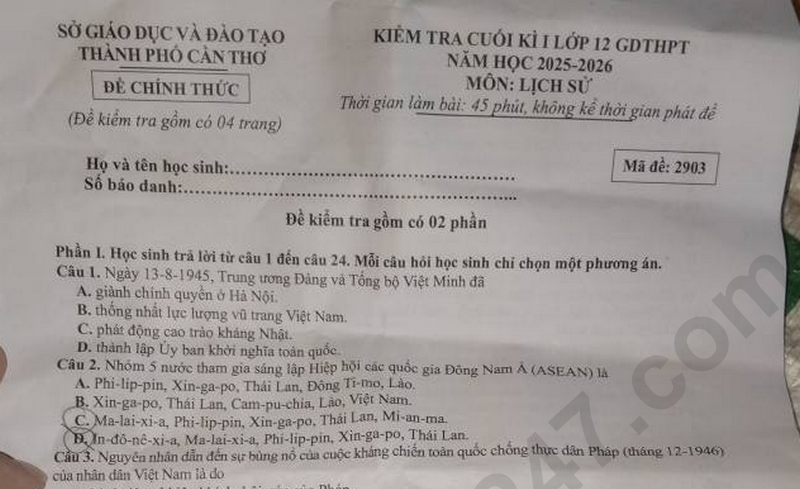 SỞ GIÁO DỤC VÀ ĐÀO TẠO
THÀNH PHỐ CẦN THƠ
ĐỀ CHÍNH THỨC
(Đề kiểm tra gồm có 04 trang)
KIỂM TRA CUỐI KÌ I LỚP 12 GDTHPT
NĂM HỌC 2025-2026
MÔN: LỊCH SỬ
Thời gian làm bài: 45 phút, không kể thời gian phát đề
Họ và tên học sinh:
Số báo danh:
Mã đề: 2903
Đề kiểm tra gồm có 02 phần
Phần I. Học sinh trả lời từ câu 1 đến câu 24. Mỗi câu hỏi học sinh chỉ chọn một phương án.
Câu 1. Ngày 13-8-1945, Trung ương Đảng và Tổng bộ Việt Minh đã
A. giành chính quyền ở Hà Nội.
B. thống nhất lực lượng vũ trang Việt Nam.
C. phát động cao trào kháng Nhật.
D. thành lập Ủy ban khởi nghĩa toàn quốc.
Câu 2. Nhóm 5 nước tham gia sáng lập Hiệp hội các quốc gia Đông Nam Á (ASEAN) là
A. Phi-lip-pin, Xin-ga-po, Thái Lan, Đông Ti-mo, Lào.
B. Xin-ga-po, Thái Lan, Cam-pu-chia, Lào, Việt Nam.
C. Ma-lai-xi-a, Phi-lip-pin, Xin-ga-po, Thái Lan, Mi-an-ma.
D. In-đô-nê-xi-a, Ma-lai-xi-a, Phi-lip-pin, Xin-ga-po, Thái Lan.
Câu 3. Nguyên nhân dẫn đến sự bùng nổ của cuộc kháng chiến toàn quốc chống thực dân Pháp (tháng 12-1946)
của nhân dân Việt Nam là do
247.com